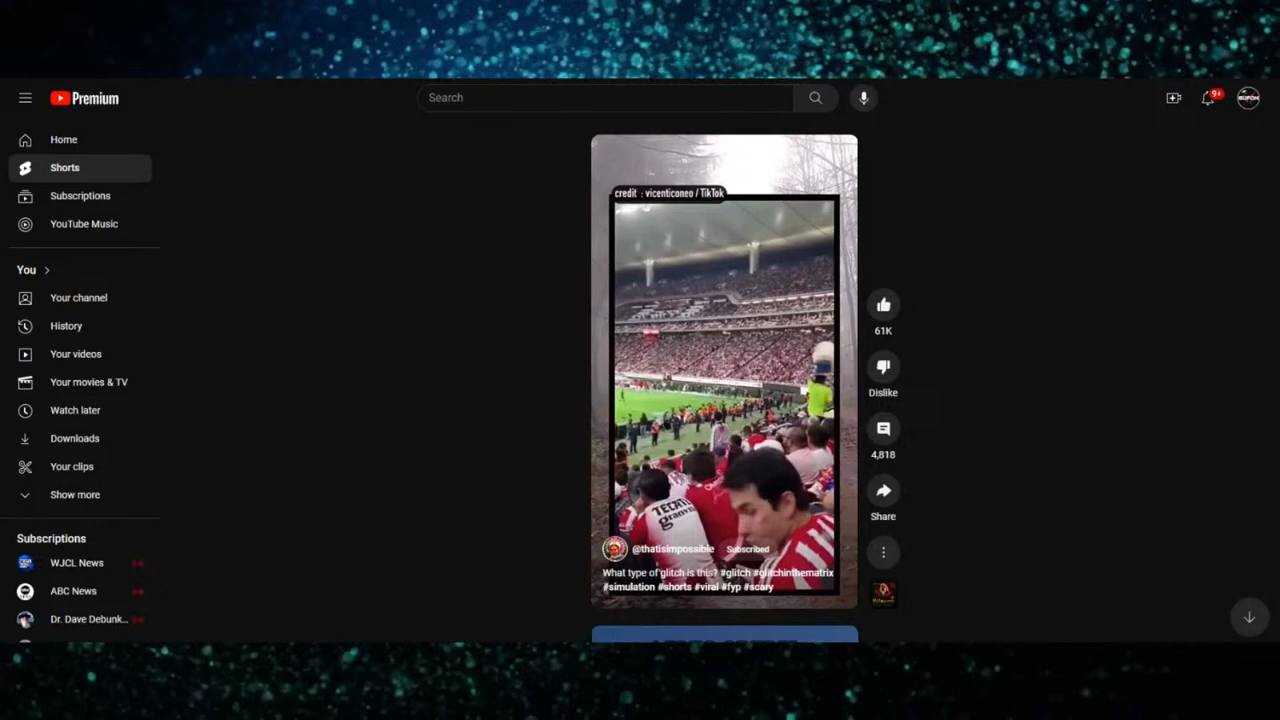 Premium
Search
9+
Home
Shorts
Subscriptions
YouTube Music
You
Your channel
History
Your videos
Your movies & TV
Watch later
Downloads
Your clips
Show more
Subscriptions
WJCL News
ABC News
Dr. Dave Debunk...
credit : vicenticoneo / TikTok
TECATE
granvita
@thatisimpossible Subscribed
What type of glitch is this? #glitch #glitchinthematrix
#simulation #shorts #viral #fyp #scary
61K
Dislike
4,818
Share